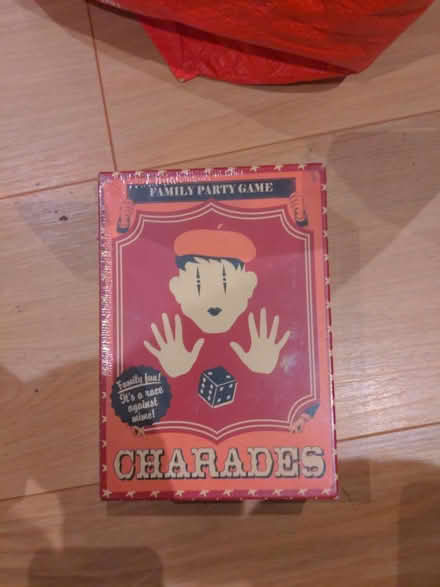 FAMILY PARTY GAME
Family fun!
It's a race
against
mime!
CHARADES